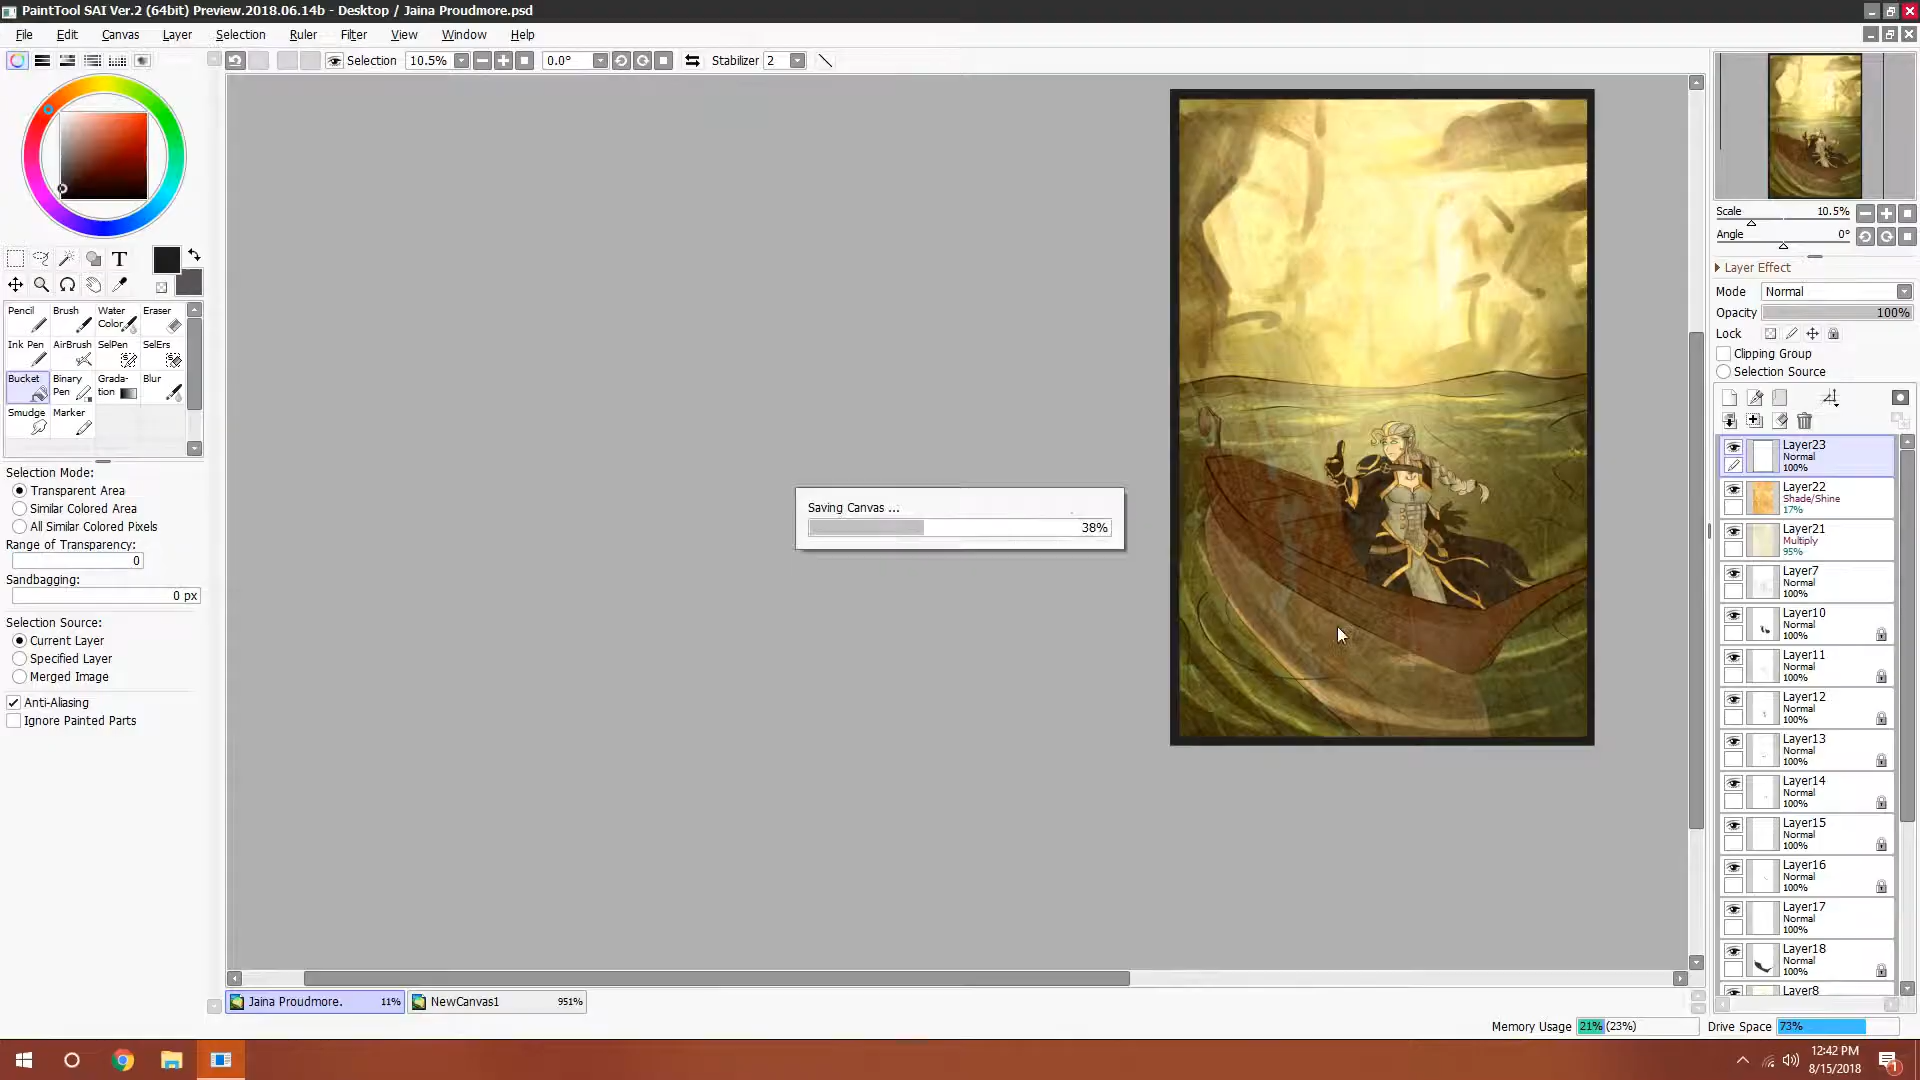 PaintTool SAI Ver.2 (64bit) Preview.2018.06.14b - Desktop / Jaina Proudmore.psd
File Edit Canvas Layer Selection Ruler Filter View Window Help
Selection 10.5% 0.0° Stabilizer 2
Scale 10.5%
Angle 0°
Layer Effect
Mode Normal
Opacity 100%
Lock
Clipping Group
Selection Source
T
Pencil Brush Water Color Eraser
Ink Pen AirBrush SelPen SelErs
Bucket Binary Pen Grada-tion Blur
Smudge Marker
Selection Mode:
Transparent Area
Similar Colored Area
All Similar Colored Pixels
Range of Transparency:
0
Sandbagging:
0 px
Selection Source:
Current Layer
Specified Layer
Merged Image
Anti-Aliasing
Ignore Painted Parts
Saving Canvas ...
38%
Layer23
Normal
100%
Layer22
Shade/Shine
17%
Layer21
Multiply
95%
Layer7
Normal
100%
Layer10
Normal
100%
Layer11
Normal
100%
Layer12
Normal
100%
Layer13
Normal
100%
Layer14
Normal
100%
Layer15
Normal
100%
Layer16
Normal
100%
Layer17
Normal
100%
Layer18
Normal
100%
Layer8
Jaina Proudmore. 11% NewCanvas1 951%
Memory Usage 21% (23%) Drive Space 73%
12:42 PM
8/15/2018
1